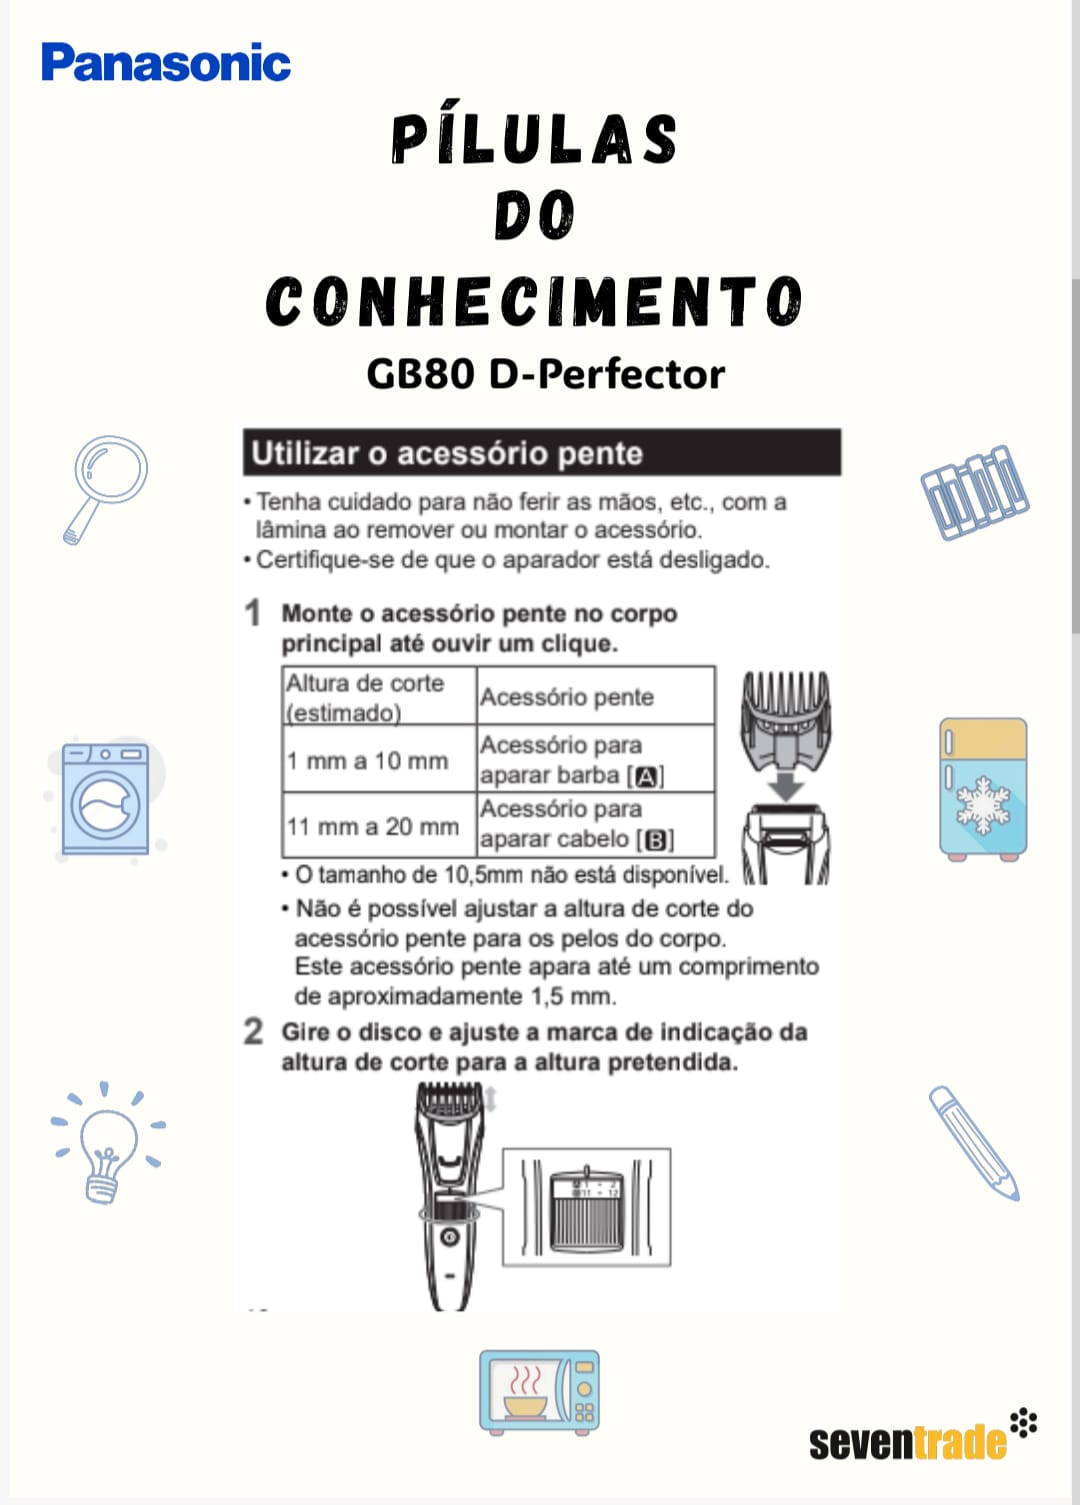 Panasonic
PÍLULAS
DO
CONHECIMENTO
GB80 D-Perfector
Utilizar o acessório pente
• Tenha cuidado para não ferir as mãos, etc., com a
lâmina ao remover ou montar o acessório.
• Certifique-se de que o aparador está desligado.
1 Monte o acessório pente no corpo
principal até ouvir um clique.
Altura de corte
(estimado)
Acessório pente
1 mm a 10 mm
Acessório para
aparar barba [A]
11 mm a 20 mm
Acessório para
aparar cabelo [B]
• O tamanho de 10,5mm não está disponível.
• Não é possível ajustar a altura de corte do
acessório pente para os pelos do corpo.
Este acessório pente apara até um comprimento
de aproximadamente 1,5 mm.
2 Gire o disco e ajuste a marca de indicação da
altura de corte para a altura pretendida.
seventrade